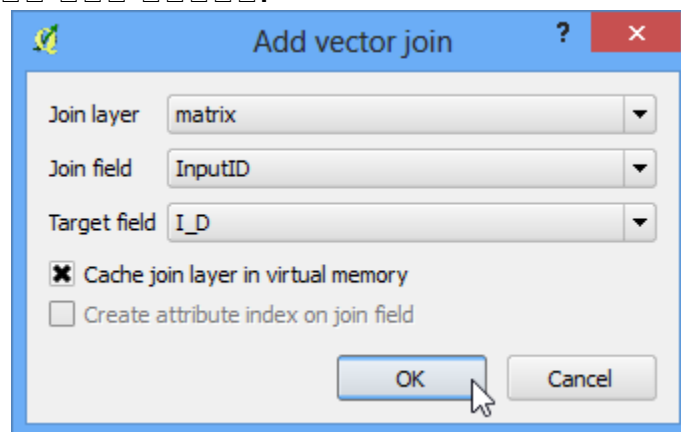 Add vector join ?
Join layer matrix
Join field InputID
Target field I_D
Cache join layer in virtual memory
Create attribute index on join field
OK Cancel